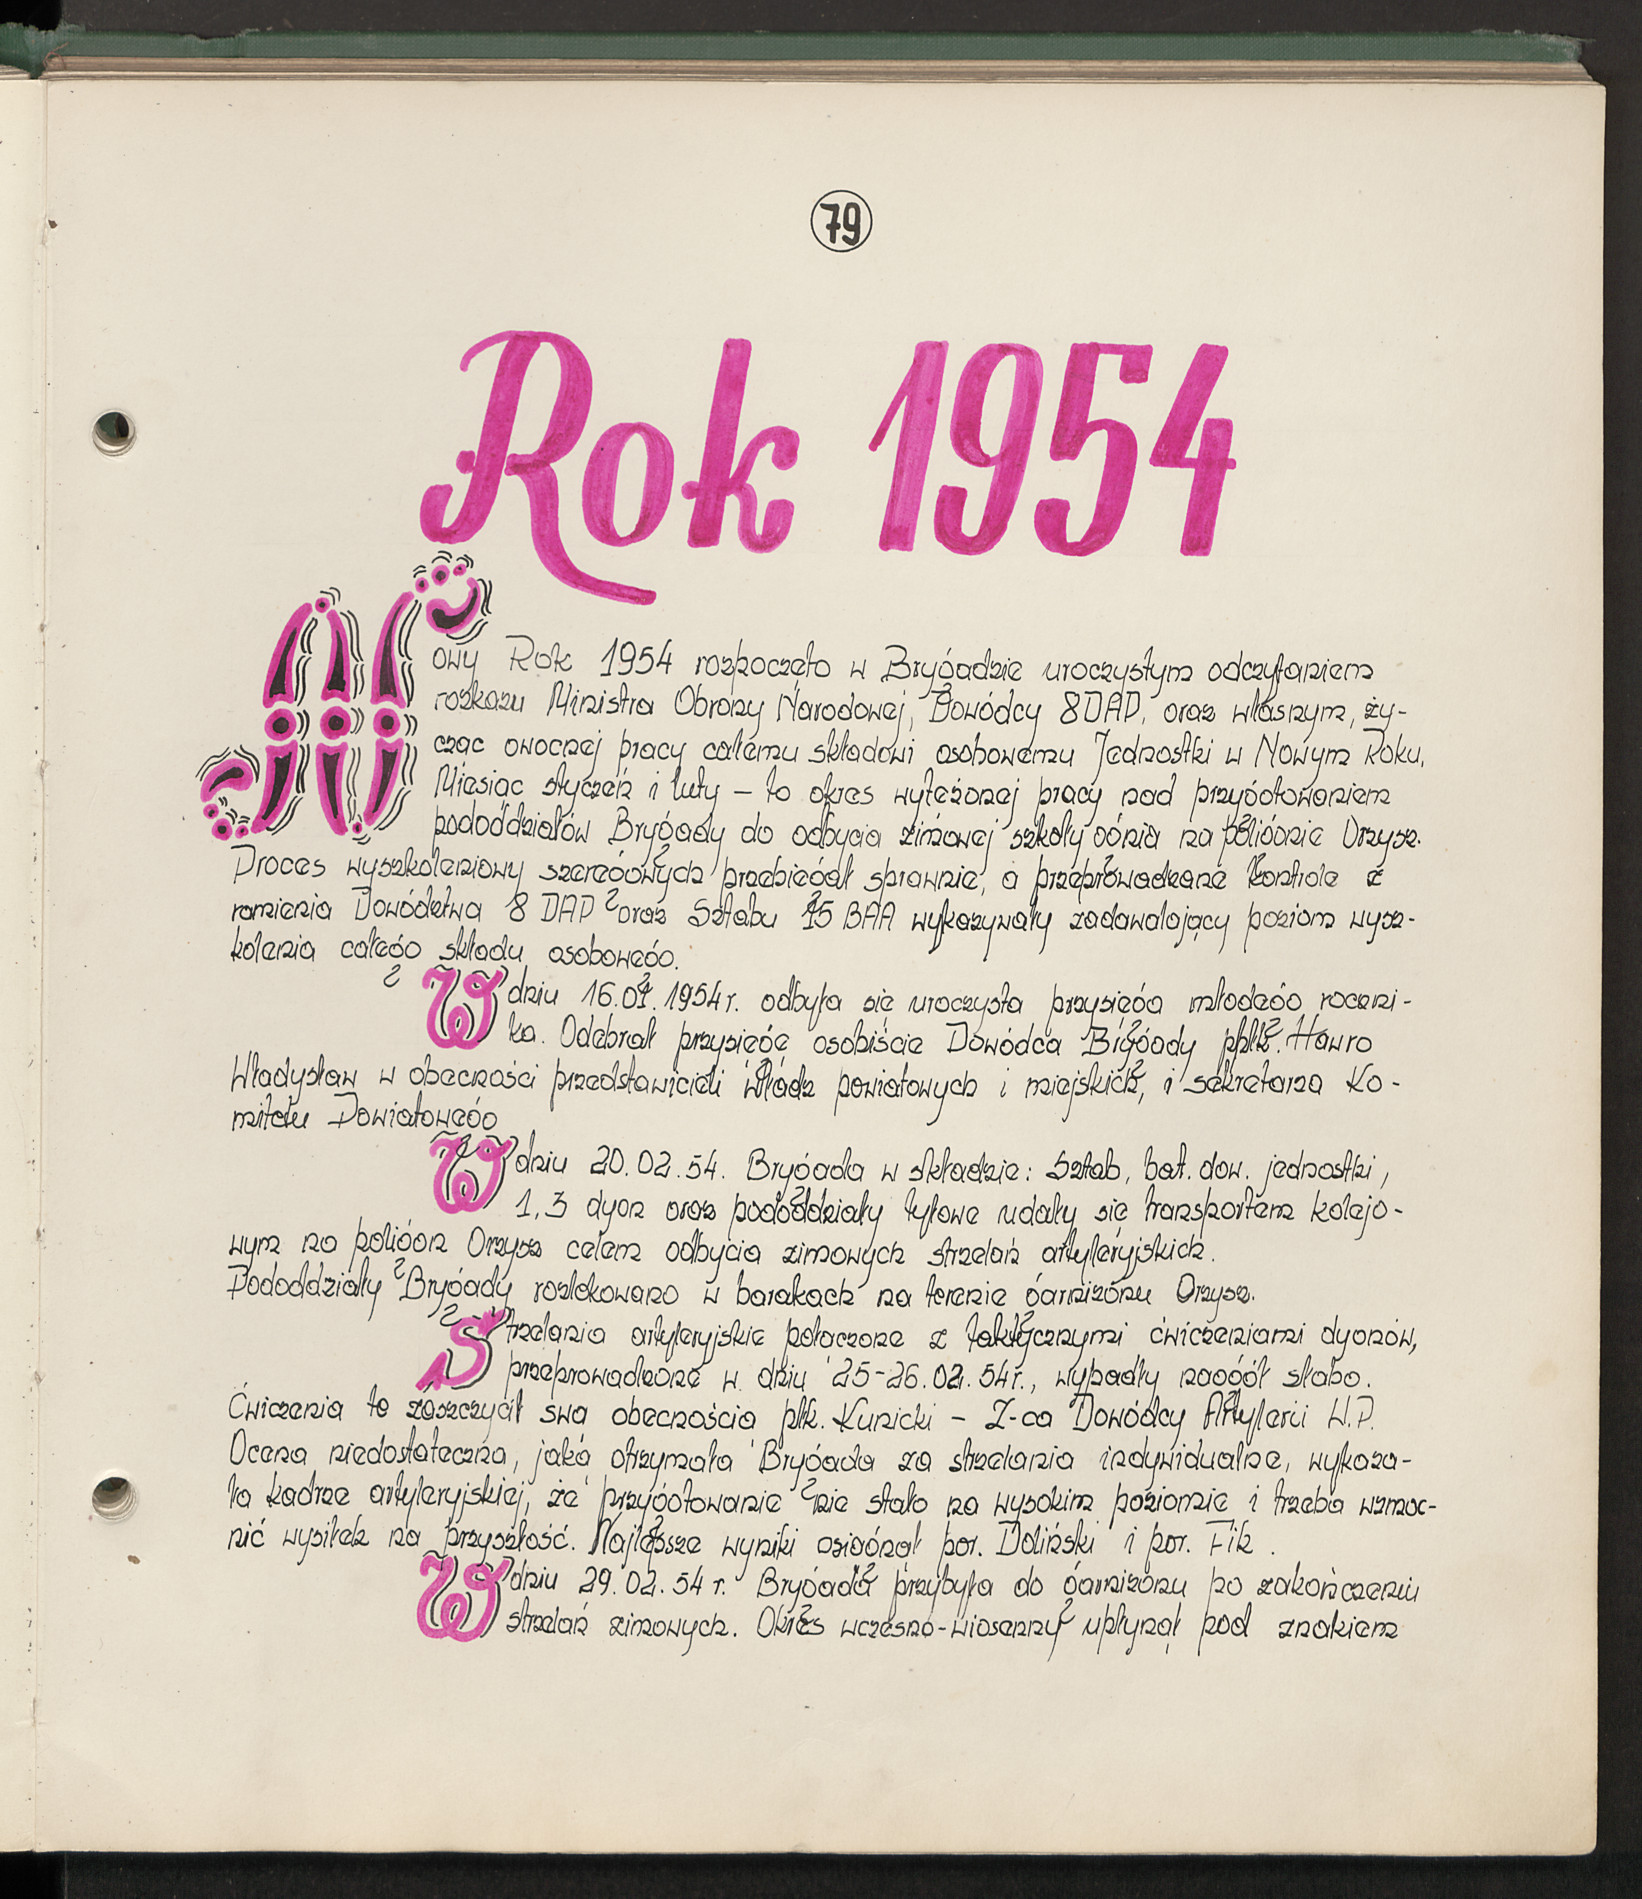 79
Rok 1954
Nowy Rok 1954 rozpoczęto w Brygadzie uroczystym odczytaniem
rozkazu Ministra Obrony Narodowej, Dowódcy 8 DAP, oraz własnym, ży-
cząc owocnej pracy całemu składowi osobowemu Jednostki w Nowym Roku.
Miesiąc styczeń i luty – to okres wytężonej pracy nad przygotowaniem
pododdziałów Brygady do odbycia zimowej szkoły ognia na poligonie Orzysz.
Proces wyszkoleniowy szeregowych przebiegał sprawnie, a przeprowadzane kontrole z
ramienia Dowództwa 8 DAP oraz Sztabu 15 BAA wykazywały zadawalający poziom wysz-
kolenia całego składu osobowego.
W dniu 16.01.1954 r. odbyła się uroczysta przysięga młodego roczni-
ka. Odebrał przysięgę osobiście Dowódca Brygady ppłk. Hawro
Władysław w obecności przedstawicieli władz powiatowych i miejskich, i sekretarza Ko-
mitetu Powiatowego
W dniu 20.02.54. Brygada w składzie: Sztab, bat. dow. jednostki,
1, 3 dyon oraz pododdziały tyłowe udały się transportem kolejo-
wym na poligon Orzysz celem odbycia zimowych strzelań artyleryjskich.
Pododdziały Brygady rozlokowano w barakach na terenie garnizonu Orzysz.
Strzelania artyleryjskie połączone z taktycznymi ćwiczeniami dyonów,
przeprowadzone w dniu 25-26.02.54r., wypadły naogół słabo.
Ćwiczenia te zaszczycił swą obecnością płk. Kunicki – Z-ca Dowódcy Artylerii W.P.
Ocena niedostateczna, jaką otrzymała Brygada za strzelania indywidualne, wykaza-
ła kadrze artyleryjskiej, że przygotowanie nie stało na wysokim poziomie i trzeba wzmoc-
nić wysiłek na przyszłość. Najlepsze wyniki osiągnął por. Doliński i por. Fik.
W dniu 29.02.54 r. Brygada przybyła do garnizonu po zakończeniu
strzelań zimowych. Okres wczesno-wiosenny upłynął pod znakiem